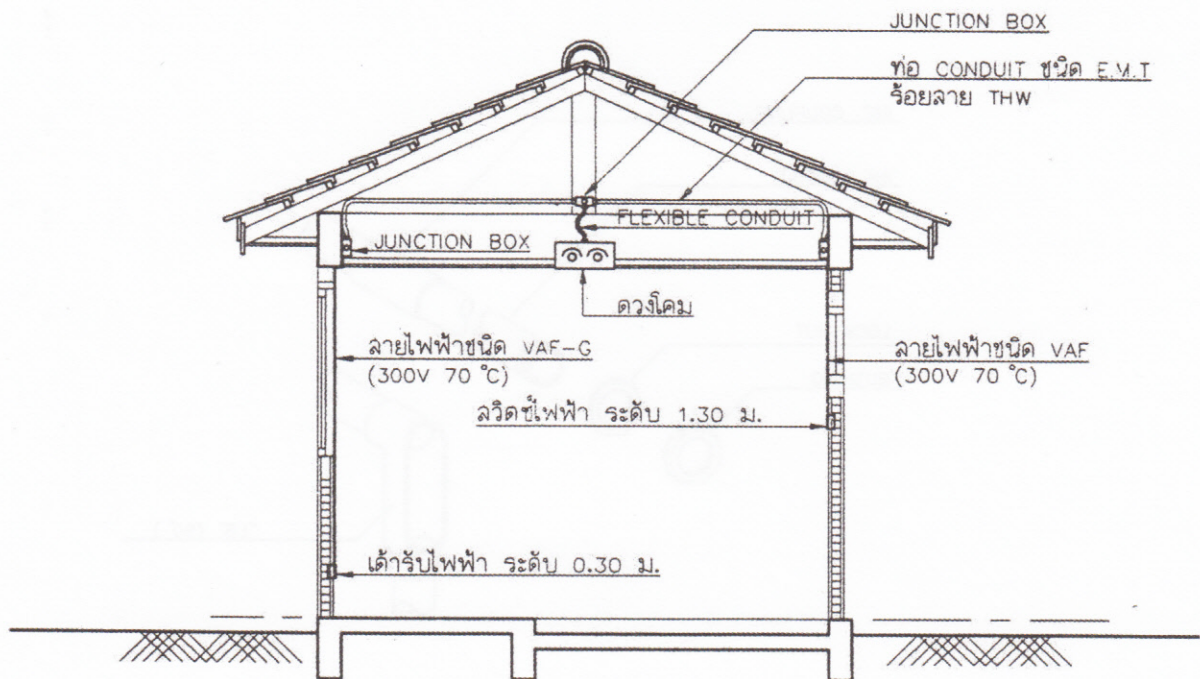 JUNCTION BOX
ท่อ CONDUIT ชนิด E.M.T
ร้อยสาย THW
FLEXIBLE CONDUIT
JUNCTION BOX
ดวงโคม
สายไฟฟ้าชนิด VAF-G
(300V 70 °C)
สายไฟฟ้าชนิด VAF
(300V 70 °C)
สวิตช์ไฟฟ้า ระดับ 1.30 ม.
เต้ารับไฟฟ้า ระดับ 0.30 ม.